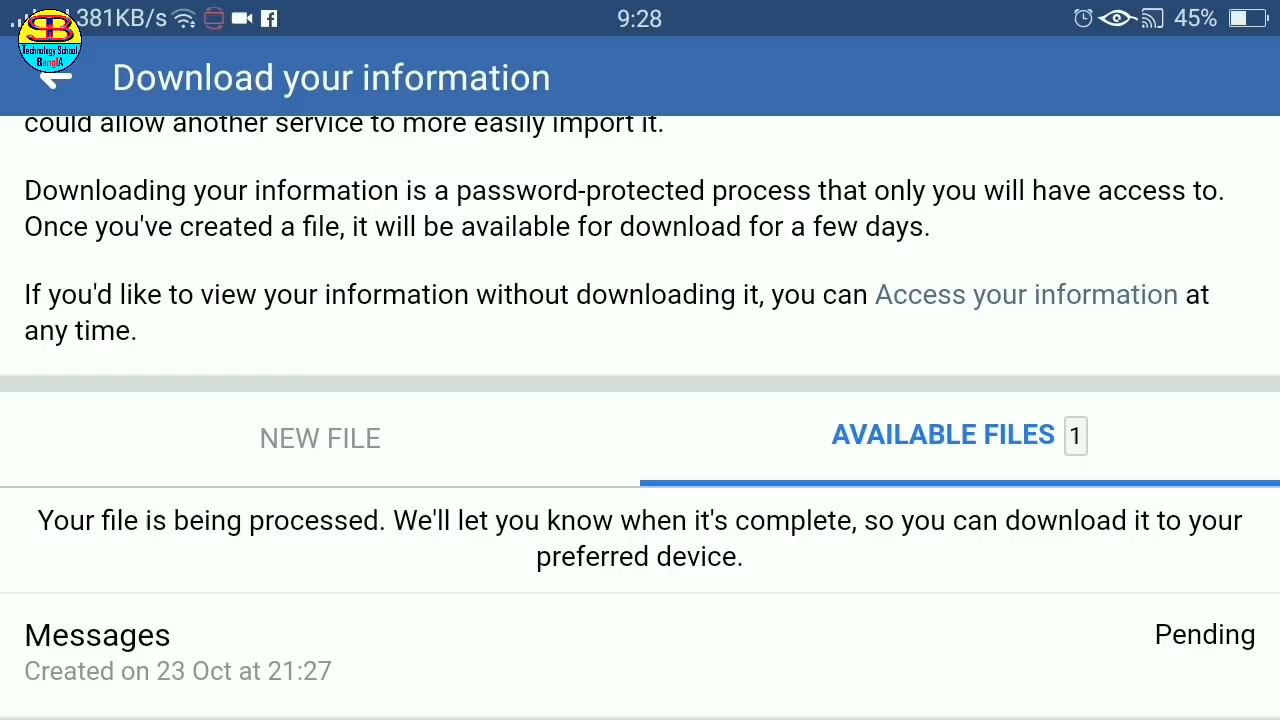 381KB/s
9:28
45%
SB
Technology School
BanglA
Download your information
could allow another service to more easily import it.
Downloading your information is a password-protected process that only you will have access to.
Once you've created a file, it will be available for download for a few days.
If you'd like to view your information without downloading it, you can Access your information at
any time.
NEW FILE
AVAILABLE FILES 1
Your file is being processed. We'll let you know when it's complete, so you can download it to your
preferred device.
Messages
Pending
Created on 23 Oct at 21:27